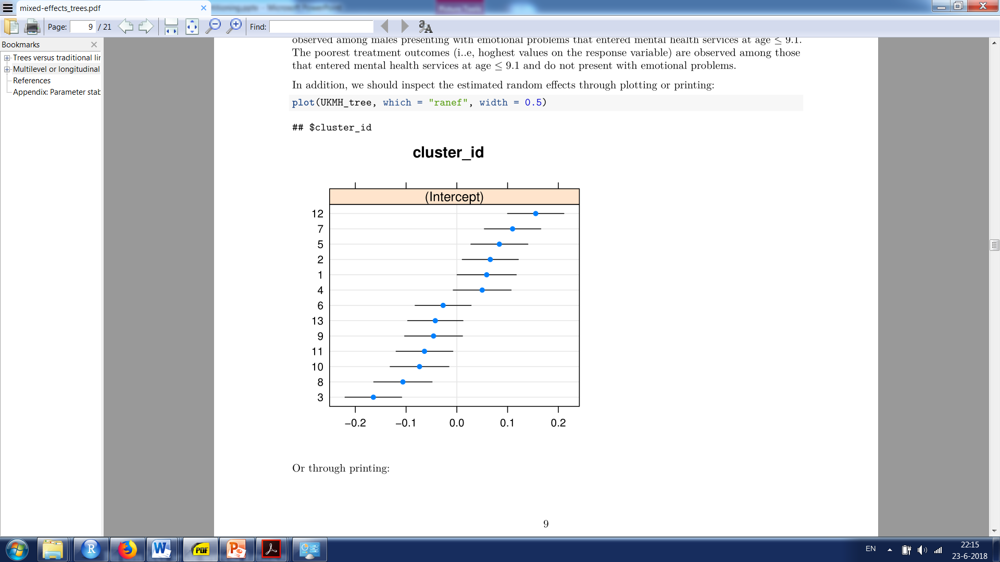 mixed-effects_trees.pdf
Page: 9 / 21 Find:
Bookmarks
Trees versus traditional lir
Multilevel or longitudinal
References
Appendix: Parameter stab
observed among males presenting with emotional problems that entered mental health services at age ≤ 9.1.
The poorest treatment outcomes (i..e, hoghest values on the response variable) are observed among those
that entered mental health services at age ≤ 9.1 and do not present with emotional problems.
In addition, we should inspect the estimated random effects through plotting or printing:
plot(UKMH_tree, which = "ranef", width = 0.5)
## $cluster_id
cluster_id
(Intercept)
12
7
5
2
1
4
6
13
9
11
10
8
3
−0.2 −0.1 0.0 0.1 0.2
Or through printing:
9
EN
22:15
23-6-2018